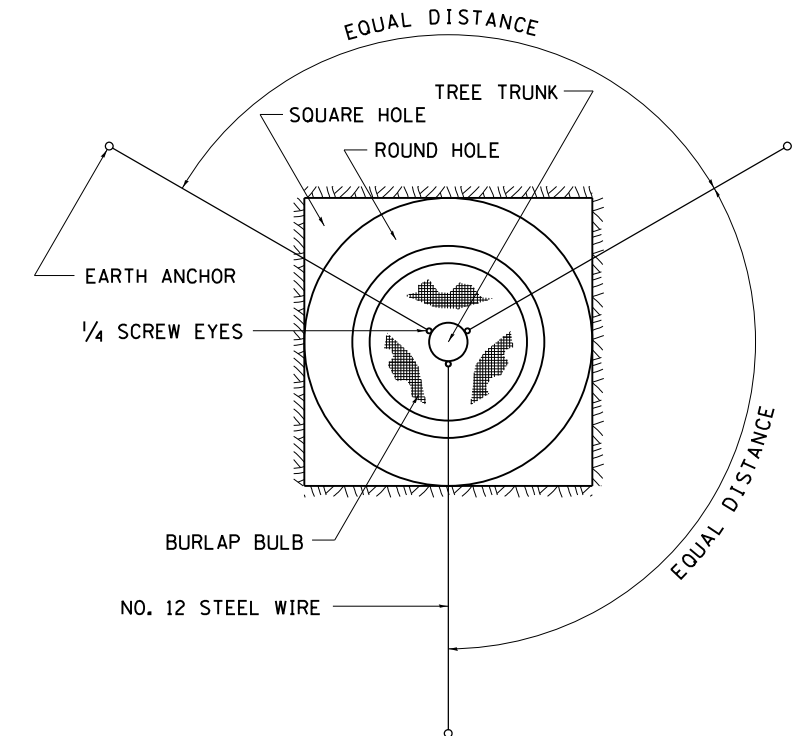 EQUAL DISTANCE
TREE TRUNK
SQUARE HOLE
ROUND HOLE
EARTH ANCHOR
1/4 SCREW EYES
EQUAL DISTANCE
BURLAP BULB
NO. 12 STEEL WIRE